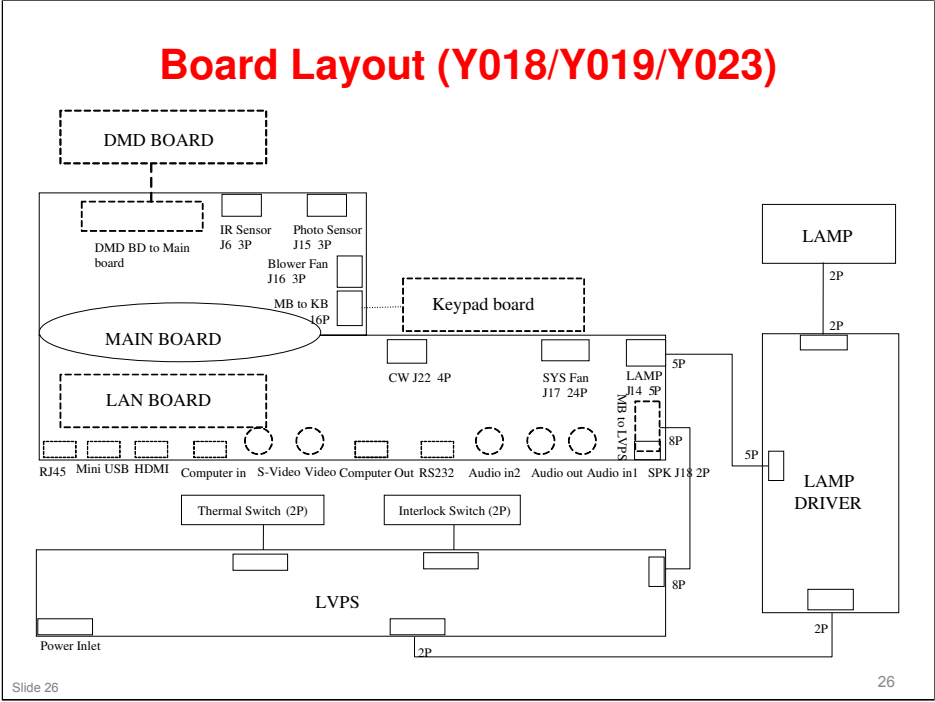 Board Layout (Y018/Y019/Y023)
DMD BOARD
DMD BD to Main
board
IR Sensor
J6 3P
Photo Sensor
J15 3P
Blower Fan
J16 3P
MB to KB
16P
Keypad board
LAMP
2P
2P
MAIN BOARD
CW J22 4P
SYS Fan
J17 24P
LAMP
J14 5P
5P
LAN BOARD
MB to LVPS
8P
5P
LAMP
DRIVER
RJ45
Mini USB
HDMI
Computer in
S-Video
Video
Computer Out
RS232
Audio in2
Audio out
Audio in1
SPK J18 2P
Thermal Switch (2P)
Interlock Switch (2P)
8P
LVPS
2P
Power Inlet
2P
Slide 26
26